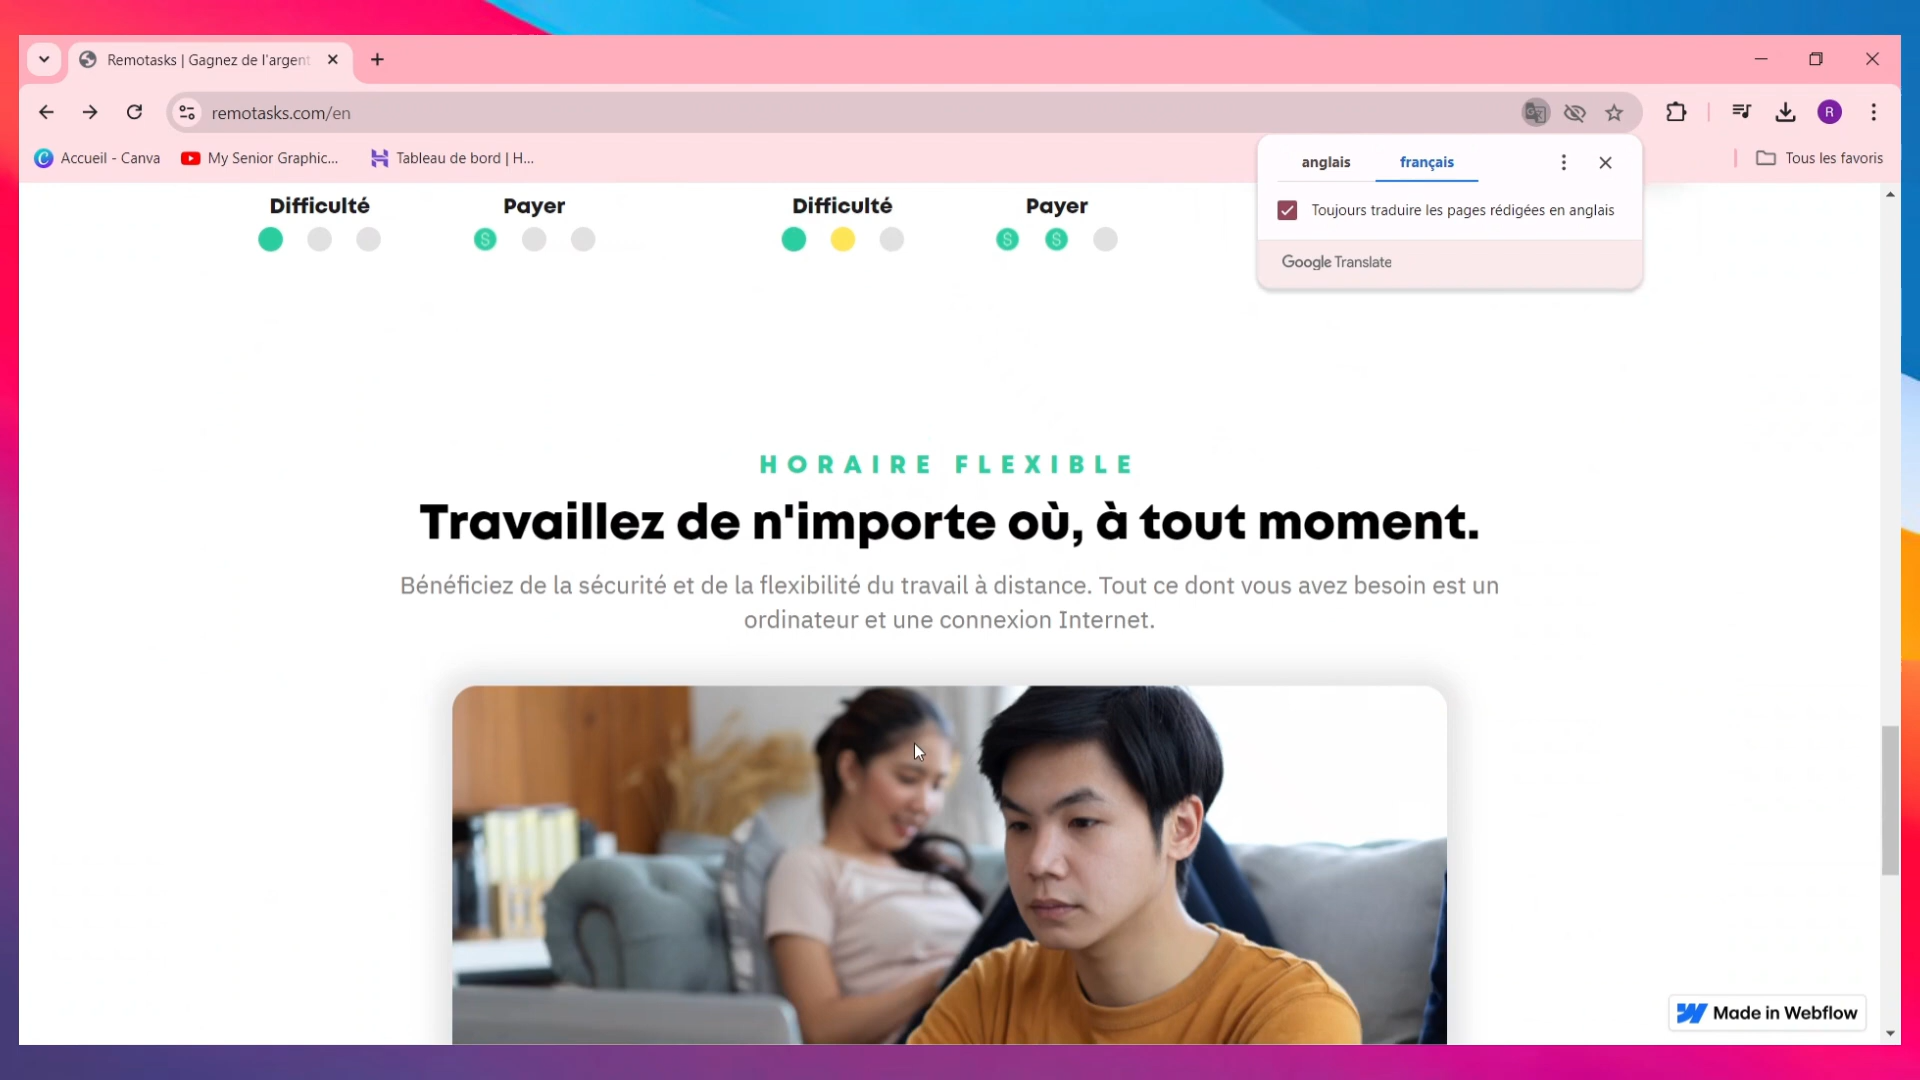 Remotasks | Gagnez de l'argent
remotasks.com/en
R
Accueil - Canva
My Senior Graphic...
Tableau de bord | H...
Tous les favoris
anglais
français
Toujours traduire les pages rédigées en anglais
Google Translate
Difficulté
Payer
Difficulté
Payer
$
$
$
HORAIRE FLEXIBLE
Travaillez de n'importe où, à tout moment.
Bénéficiez de la sécurité et de la flexibilité du travail à distance. Tout ce dont vous avez besoin est un
ordinateur et une connexion Internet.
Made in Webflow